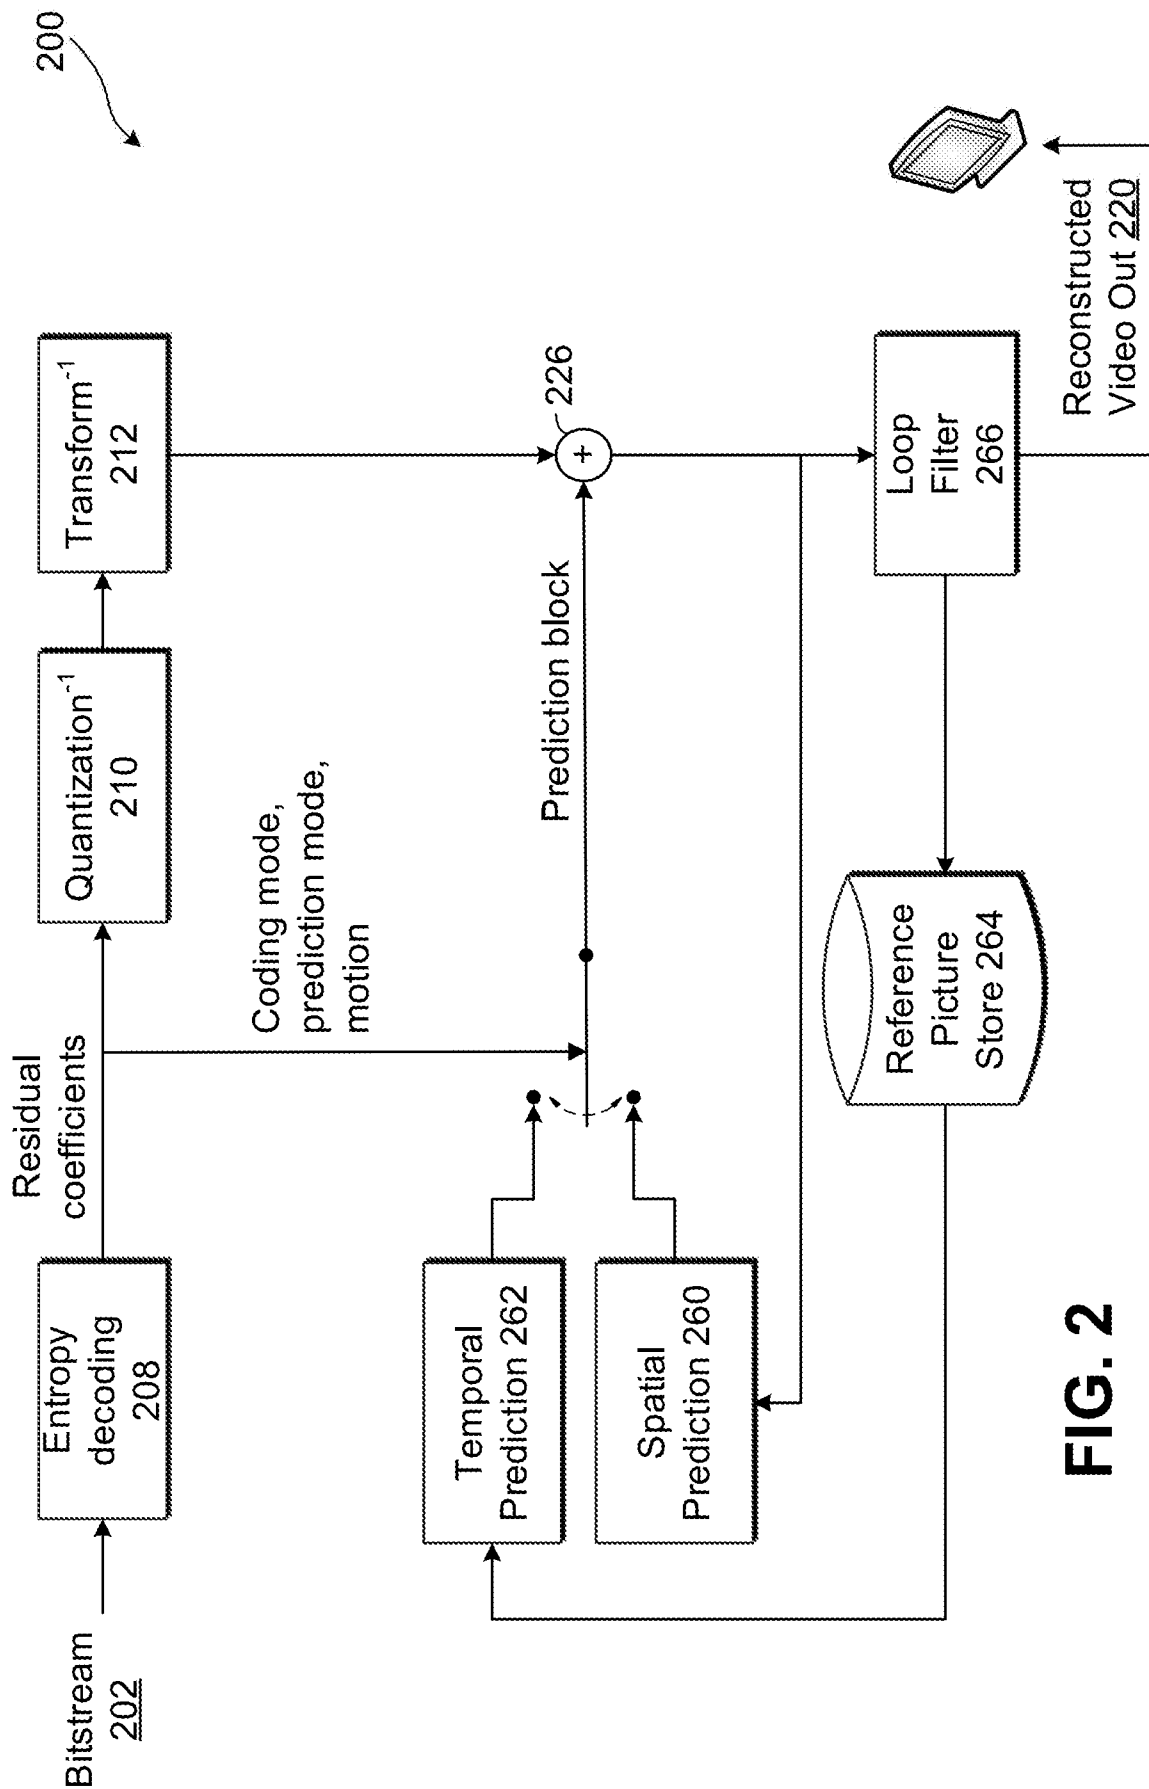 200
Bitstream
202
Entropy
decoding
208
Residual
coefficients
Quantization-1
210
Transform-1
212
Coding mode,
prediction mode,
motion
Temporal
Prediction 262
Spatial
Prediction 260
Prediction block
226
+
Reference
Picture
Store 264
Loop
Filter
266
Reconstructed
Video Out 220
FIG. 2